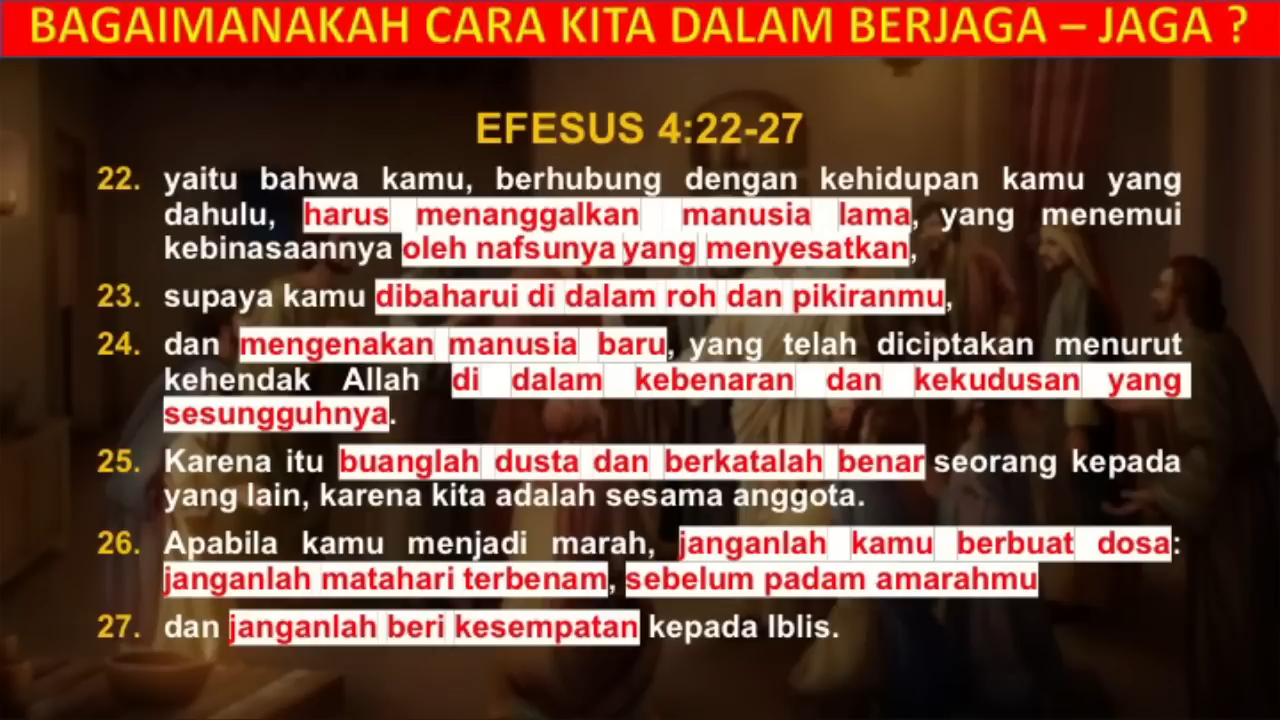 BAGAIMANAKAH CARA KITA DALAM BERJAGA – JAGA ?
EFESUS 4:22-27
22. yaitu bahwa kamu, berhubung dengan kehidupan kamu yang
dahulu, harus menanggalkan manusia lama, yang menemui
kebinasaannya oleh nafsunya yang menyesatkan,
23. supaya kamu dibaharui di dalam roh dan pikiranmu,
24. dan mengenakan manusia baru, yang telah diciptakan menurut
kehendak Allah di dalam kebenaran dan kekudusan yang
sesungguhnya.
25. Karena itu buanglah dusta dan berkatalah benar seorang kepada
yang lain, karena kita adalah sesama anggota.
26. Apabila kamu menjadi marah, janganlah kamu berbuat dosa:
janganlah matahari terbenam, sebelum padam amarahmu
27. dan janganlah beri kesempatan kepada Iblis.